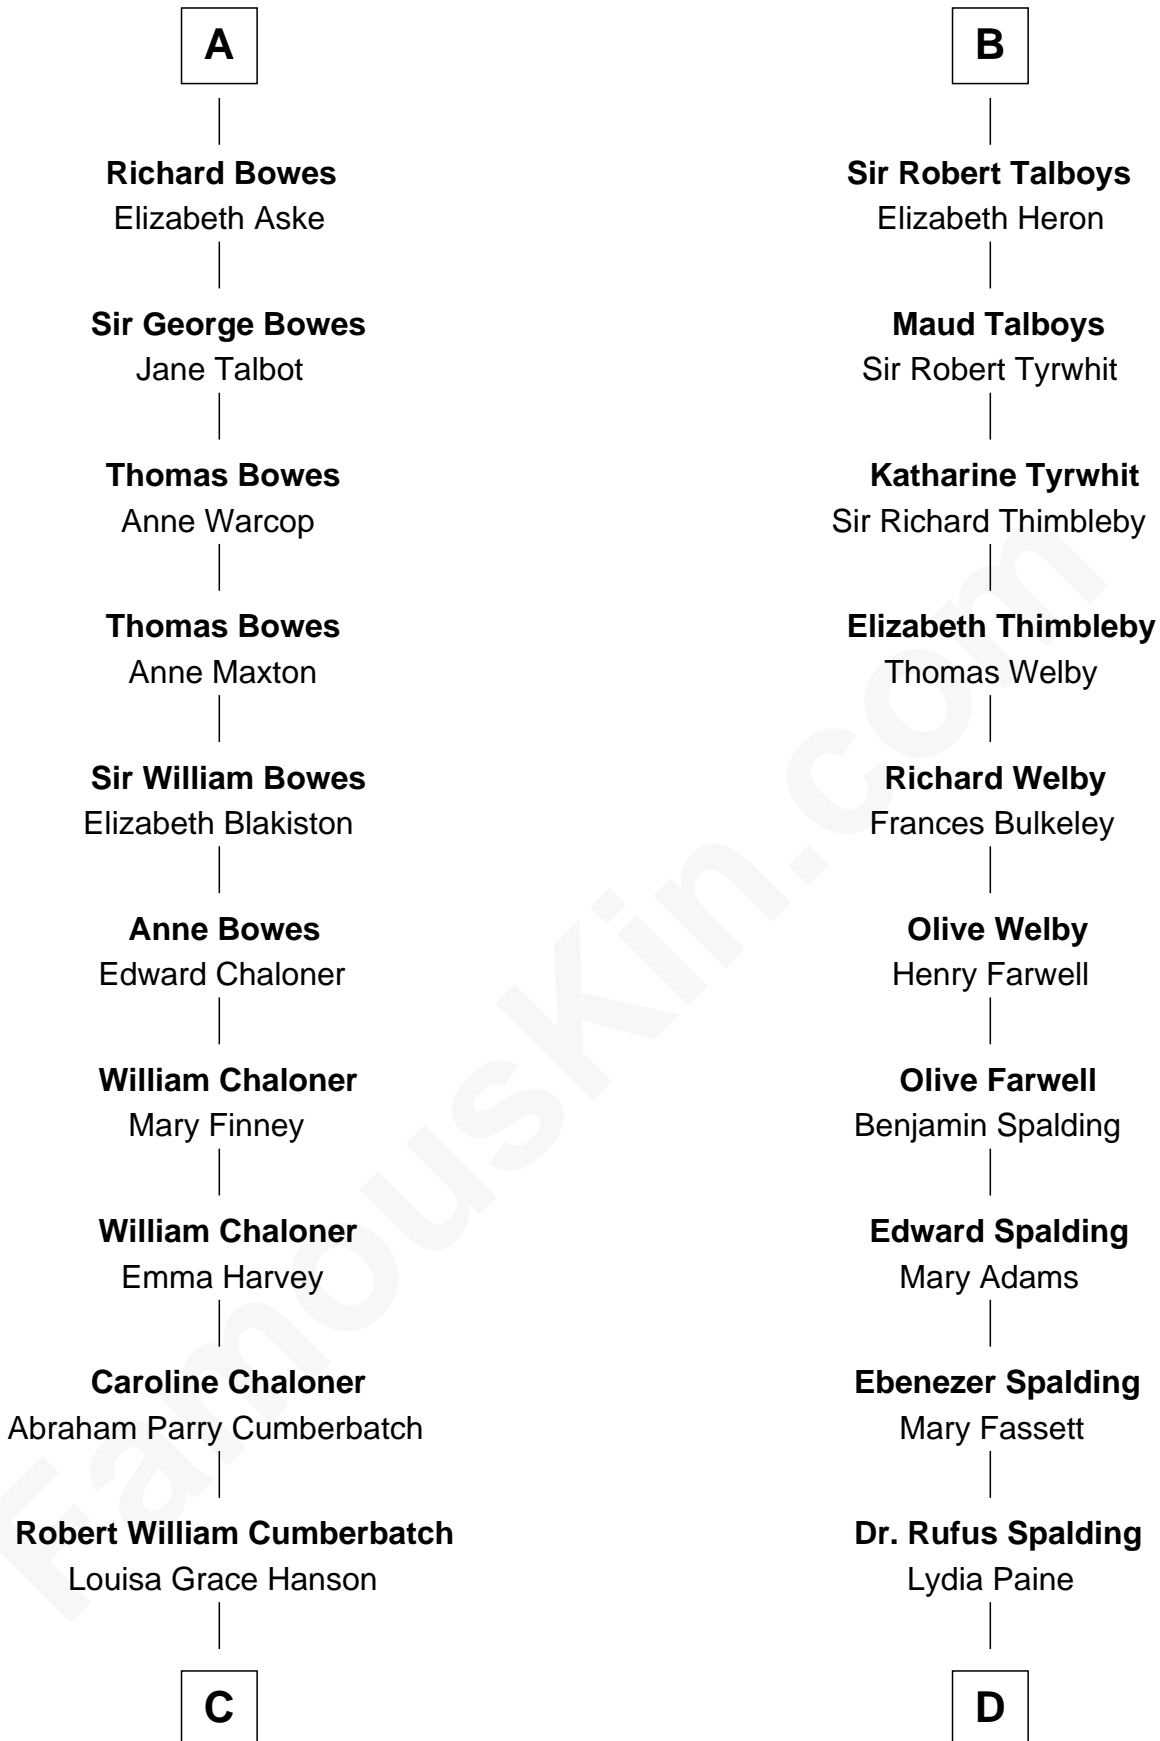 A
Richard Bowes
Elizabeth Aske
Sir George Bowes
Jane Talbot
Thomas Bowes
Anne Warcop
Thomas Bowes
Anne Maxton
Sir William Bowes
Elizabeth Blakiston
Anne Bowes
Edward Chaloner
William Chaloner
Mary Finney
William Chaloner
Emma Harvey
Caroline Chaloner
Abraham Parry Cumberbatch
Robert William Cumberbatch
Louisa Grace Hanson
C
B
Sir Robert Talboys
Elizabeth Heron
Maud Talboys
Sir Robert Tyrwhit
Katharine Tyrwhit
Sir Richard Thimbleby
Elizabeth Thimbleby
Thomas Welby
Richard Welby
Frances Bulkeley
Olive Welby
Henry Farwell
Olive Farwell
Benjamin Spalding
Edward Spalding
Mary Adams
Ebenezer Spalding
Mary Fassett
Dr. Rufus Spalding
Lydia Paine
D
FamousKin.com